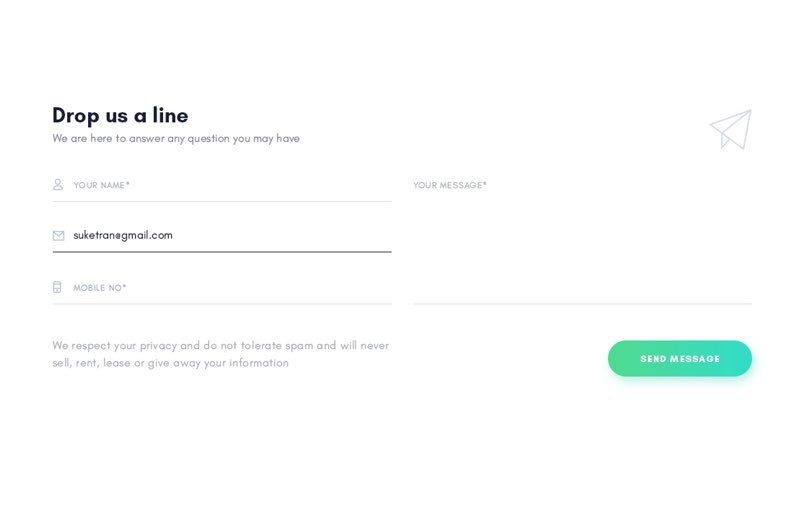 Drop us a line
We are here to answer any question you may have
YOUR NAME*
YOUR MESSAGE*
suketran@gmail.com
MOBILE NO*
We respect your privacy and do not tolerate spam and will never
sell, rent, lease or give away your information
SEND MESSAGE